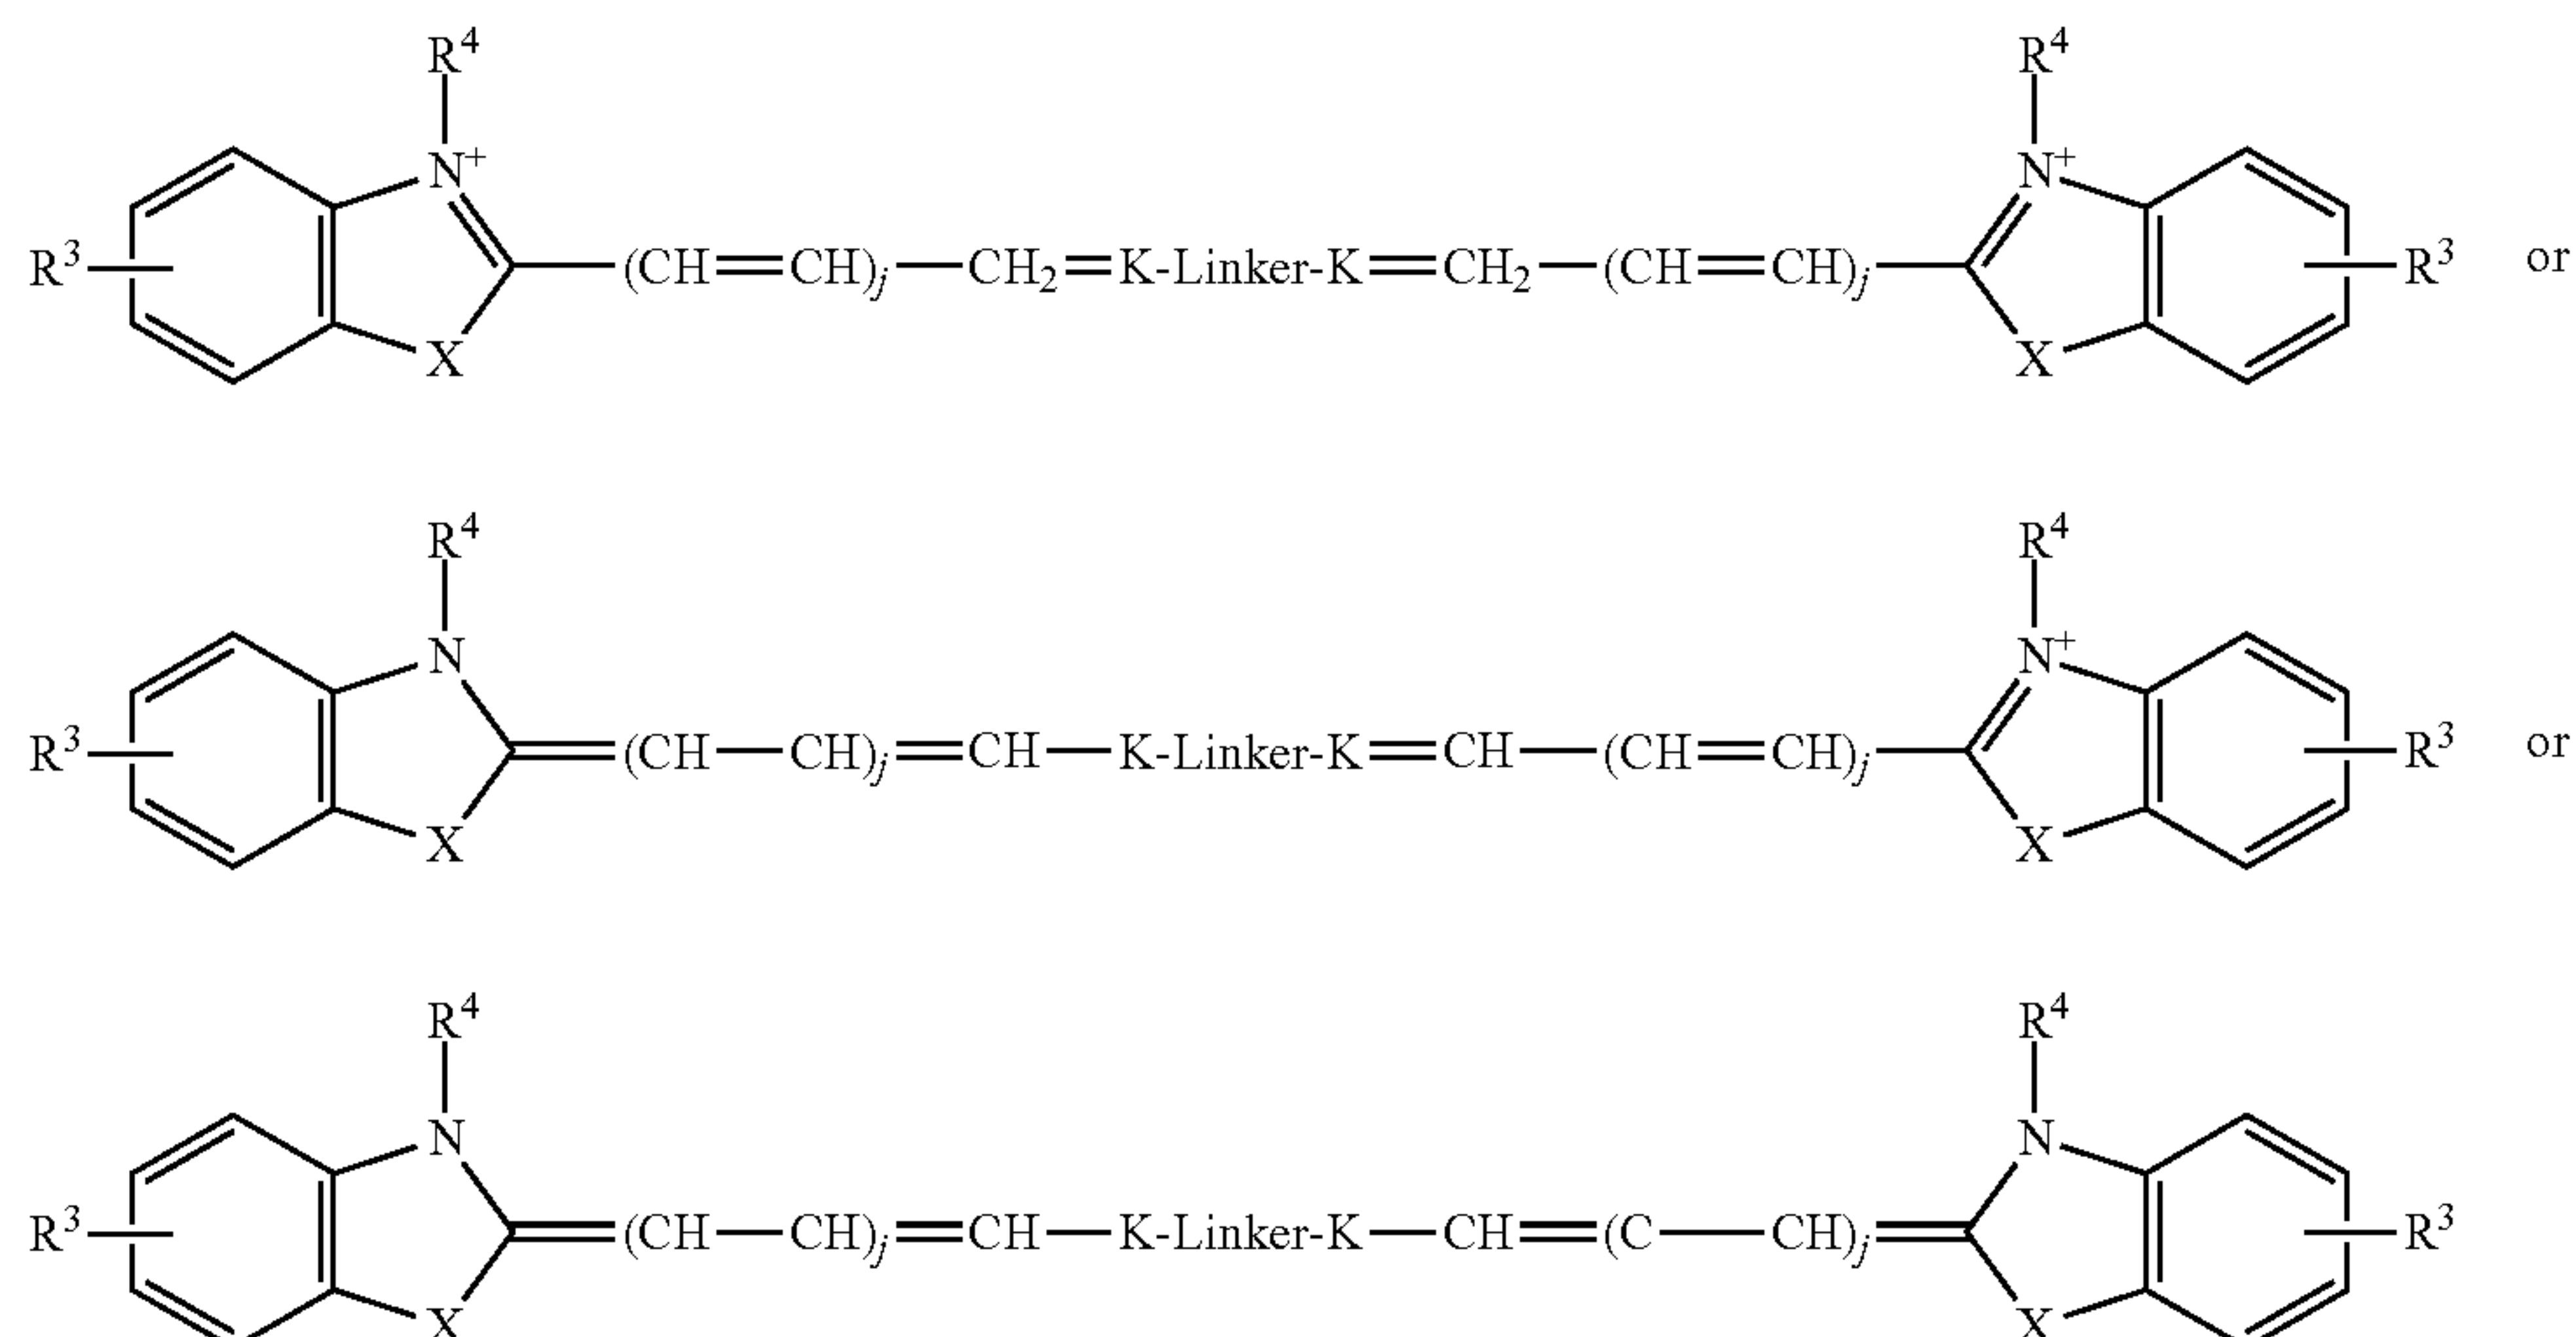 R⁴ R⁴
N⁺ N⁺
R³ (CH=CH)j—CH₂=K-Linker-K=CH₂—(CH=CH)j R³ or
X X
R⁴ R⁴
N N⁺
R³ =(CH—CH)j=CH—K-Linker-K=CH—(CH=CH)j R³ or
X X
R⁴ R⁴
N N
R³ =(CH—CH)j=CH—K-Linker-K—CH=(C—CH)j= R³
X X